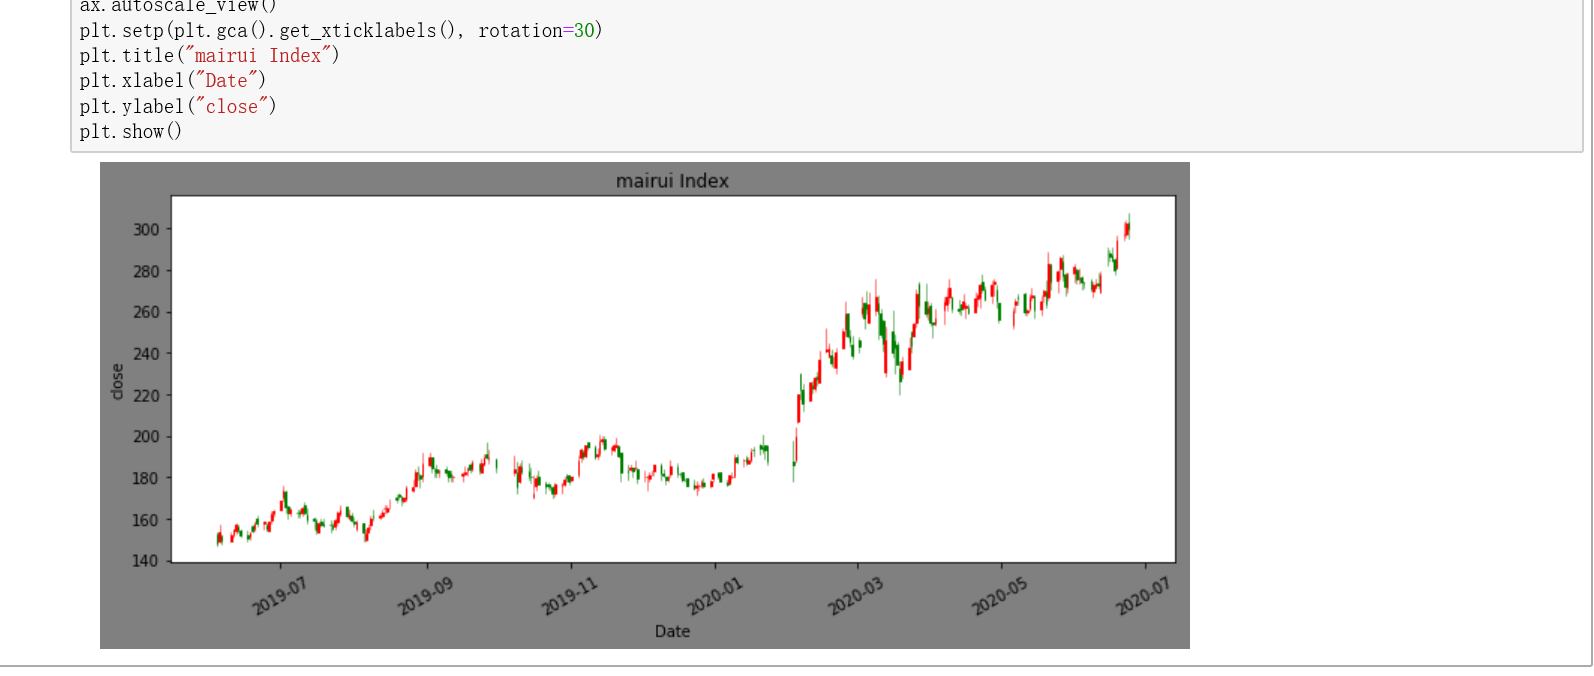 ax.autoscale_view()
plt.setp(plt.gca().get_xticklabels(), rotation=30)
plt.title("mairui Index")
plt.xlabel("Date")
plt.ylabel("close")
plt.show()
mairui Index
300
280
260
240
220
200
180
160
140
close
2019-07
2019-09
2019-11
2020-01
2020-03
2020-05
2020-07
Date